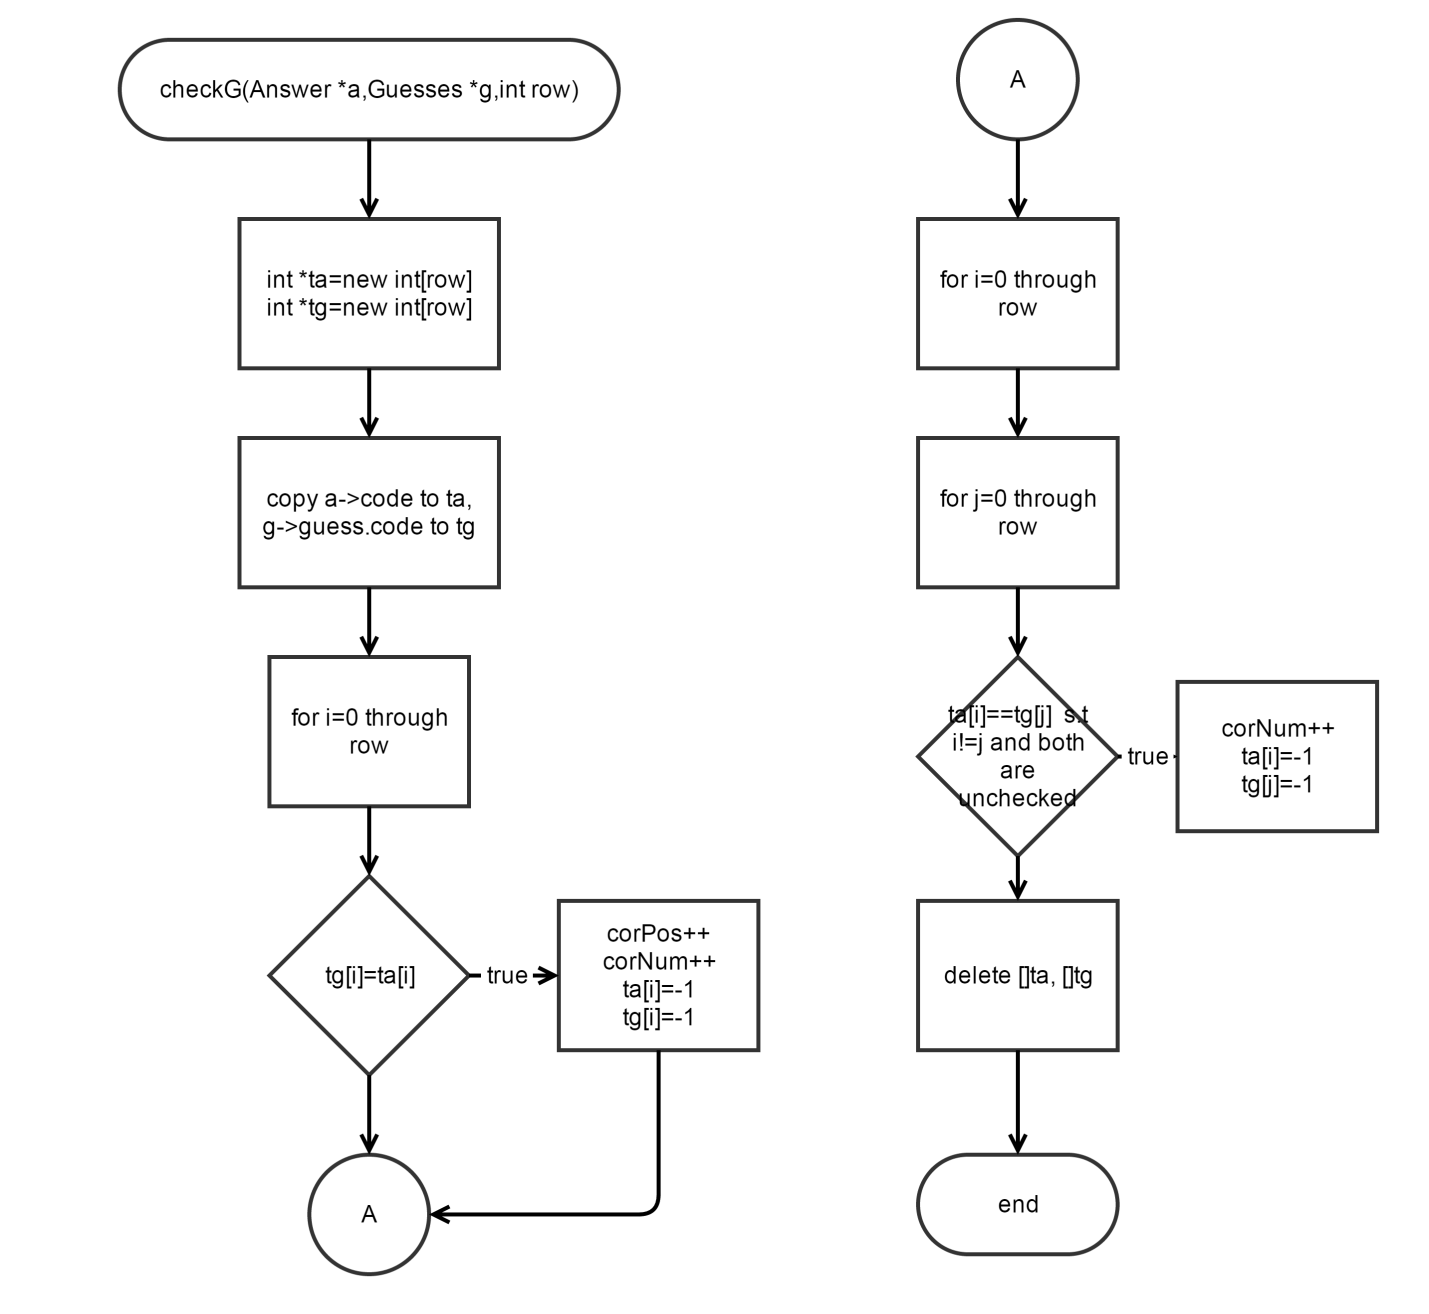 checkG(Answer *a,Guesses *g,int row)
int *ta=new int[row]
int *tg=new int[row]
copy a->code to ta,
g->guess.code to tg
for i=0 through
row
tg[i]=ta[i]
true
corPos++
corNum++
ta[i]=-1
tg[i]=-1
A
A
for i=0 through
row
for j=0 through
row
ta[i]==tg[j] s.t
i!=j and both
are
unchecked
true
corNum++
ta[i]=-1
tg[j]=-1
delete []ta, []tg
end